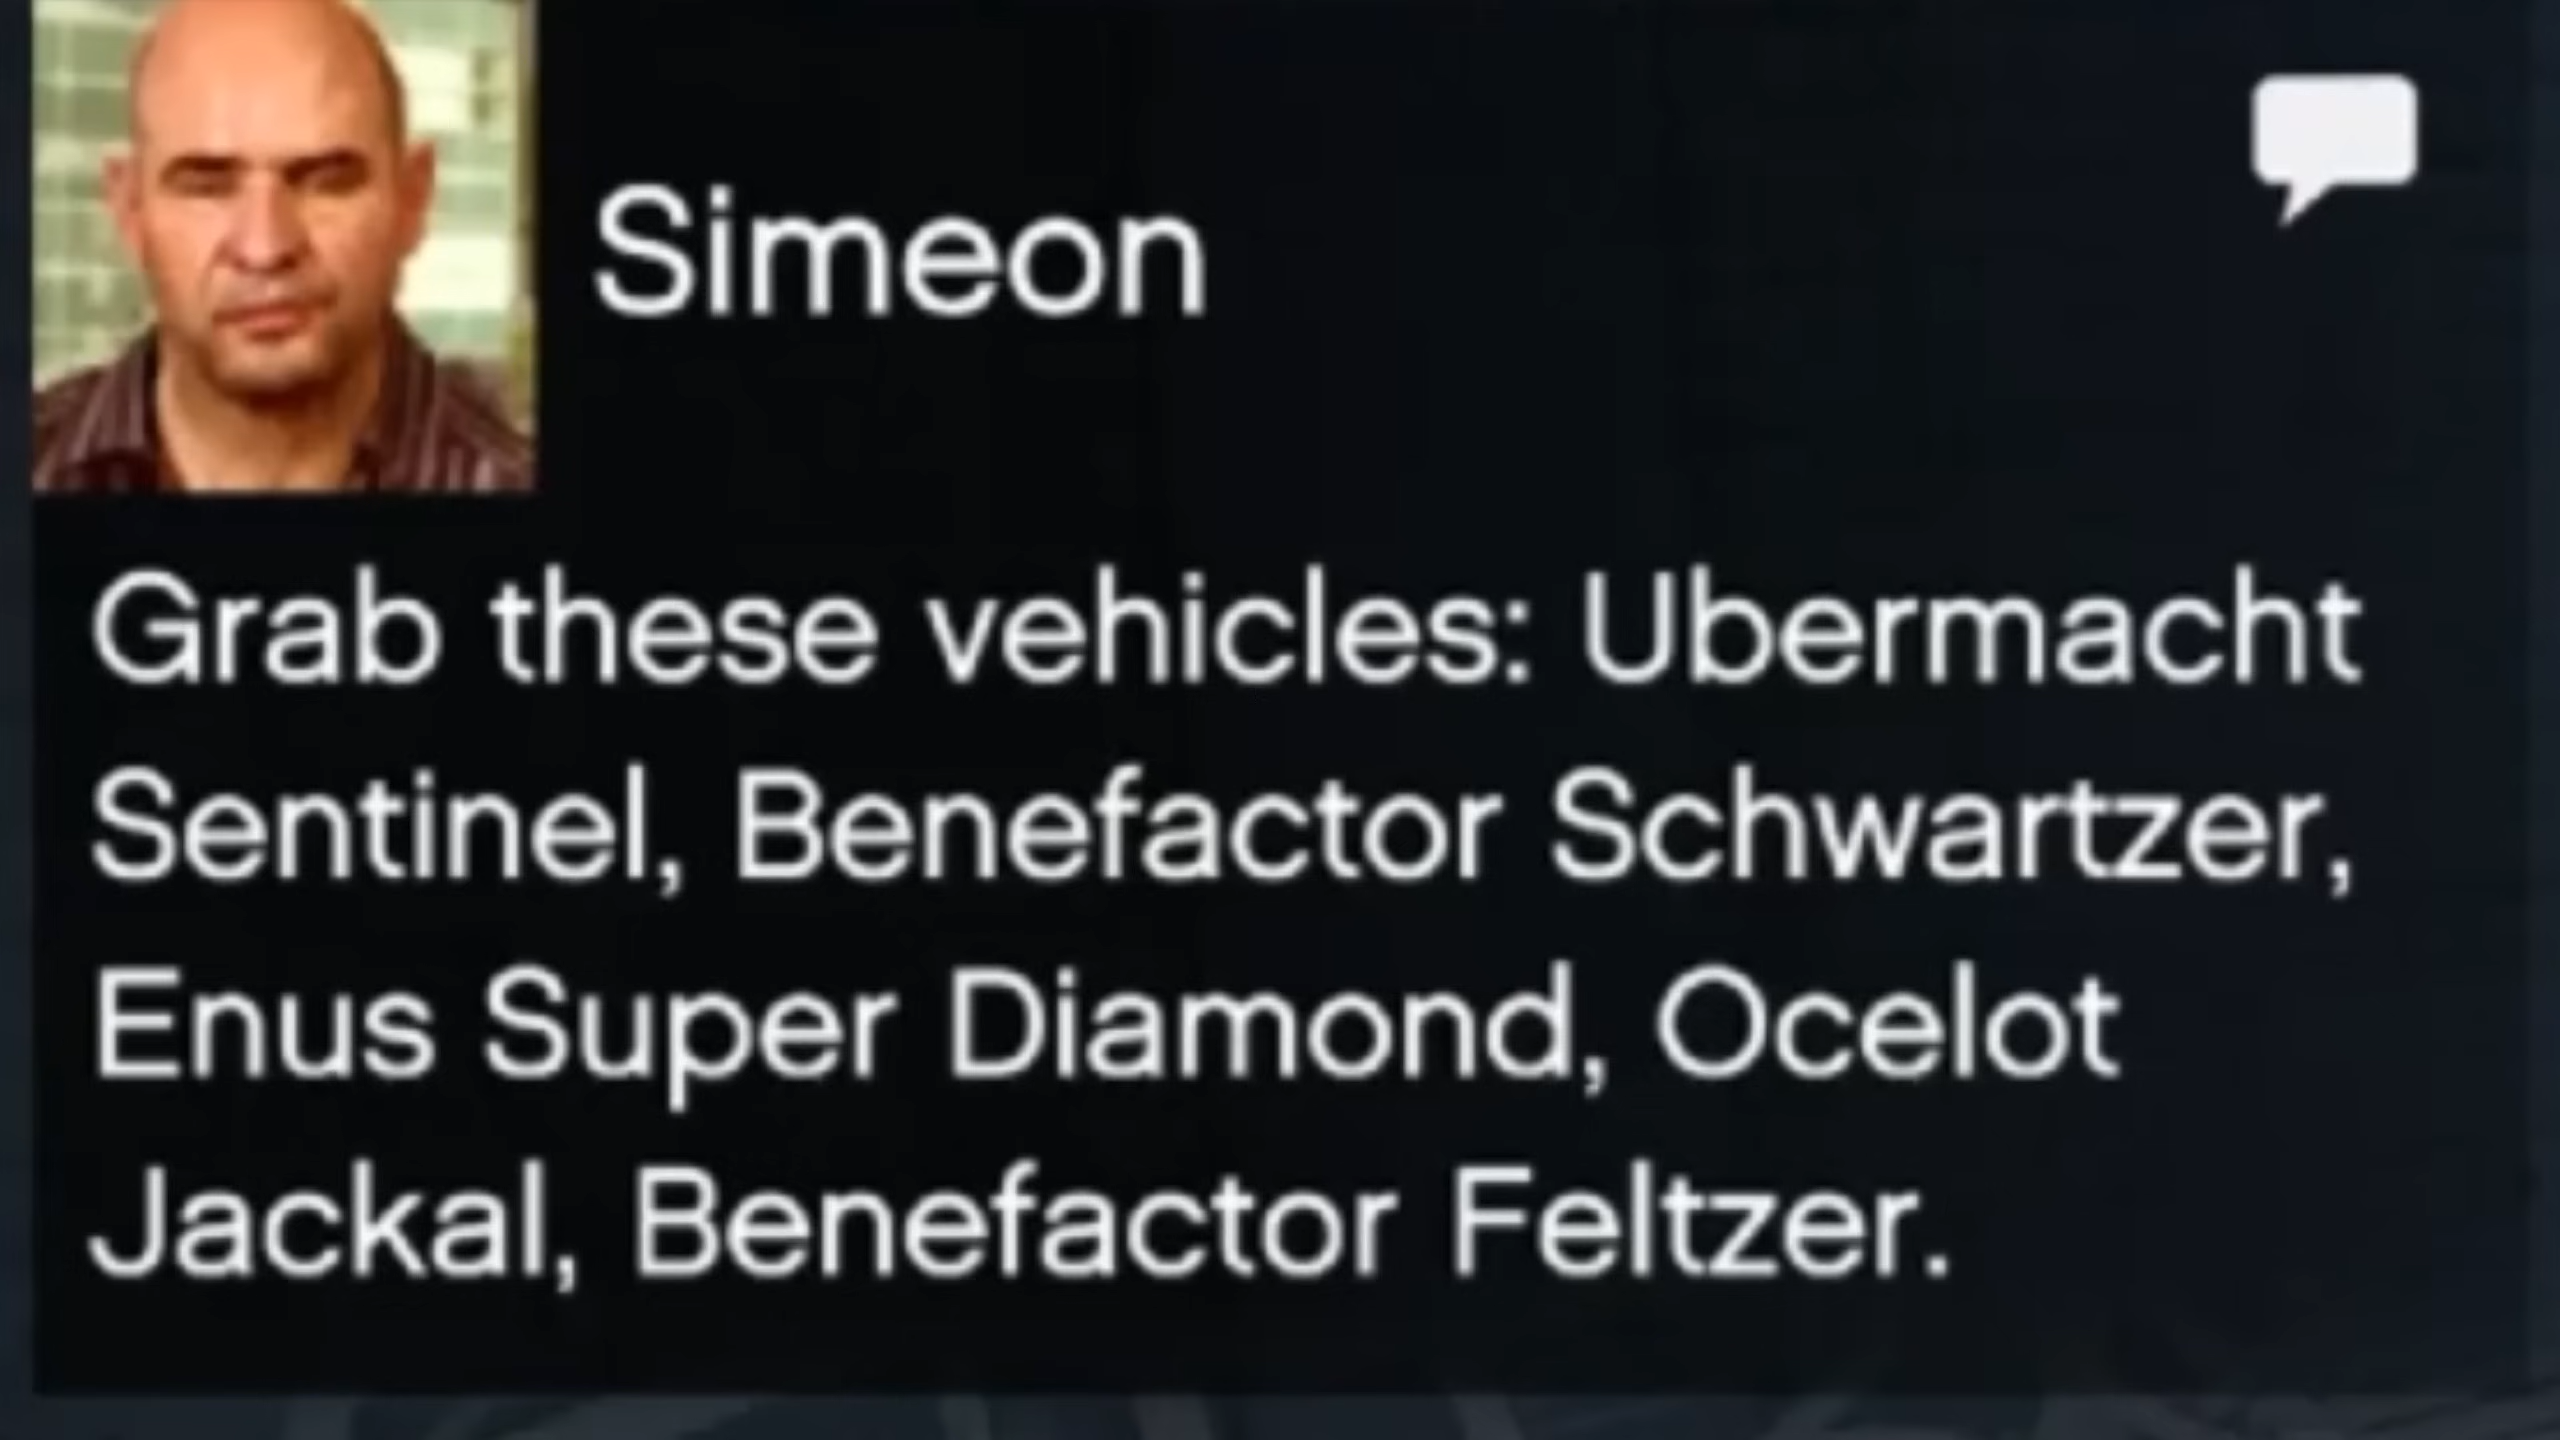 Simeon
Grab these vehicles: Ubermacht
Sentinel, Benefactor Schwartzer,
Enus Super Diamond, Ocelot
Jackal, Benefactor Feltzer.